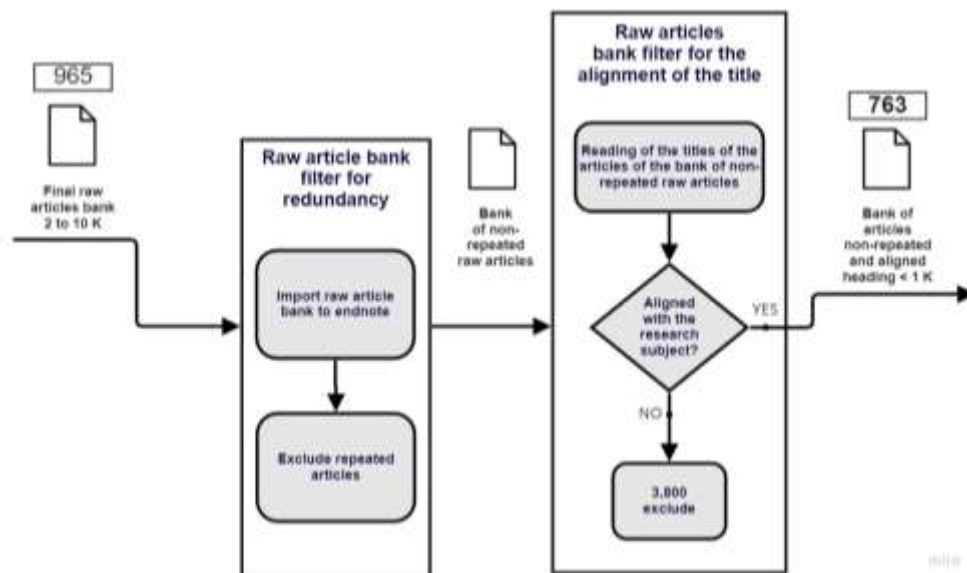 965
Final raw
articles bank
2 to 10 K
Raw article bank
filter for
redundancy
Import raw article
bank to endnote
Exclude repeated
articles
Bank
of non-
repeated
raw articles
Raw articles
bank filter for the
alignment of the title
Reading of the titles of the
articles of the bank of non-
repeated raw articles
Aligned
with the
research
subject?
YES
NO
3,800
exclude
763
Bank of
articles
non-repeated
and aligned
heading < 1 K
miro